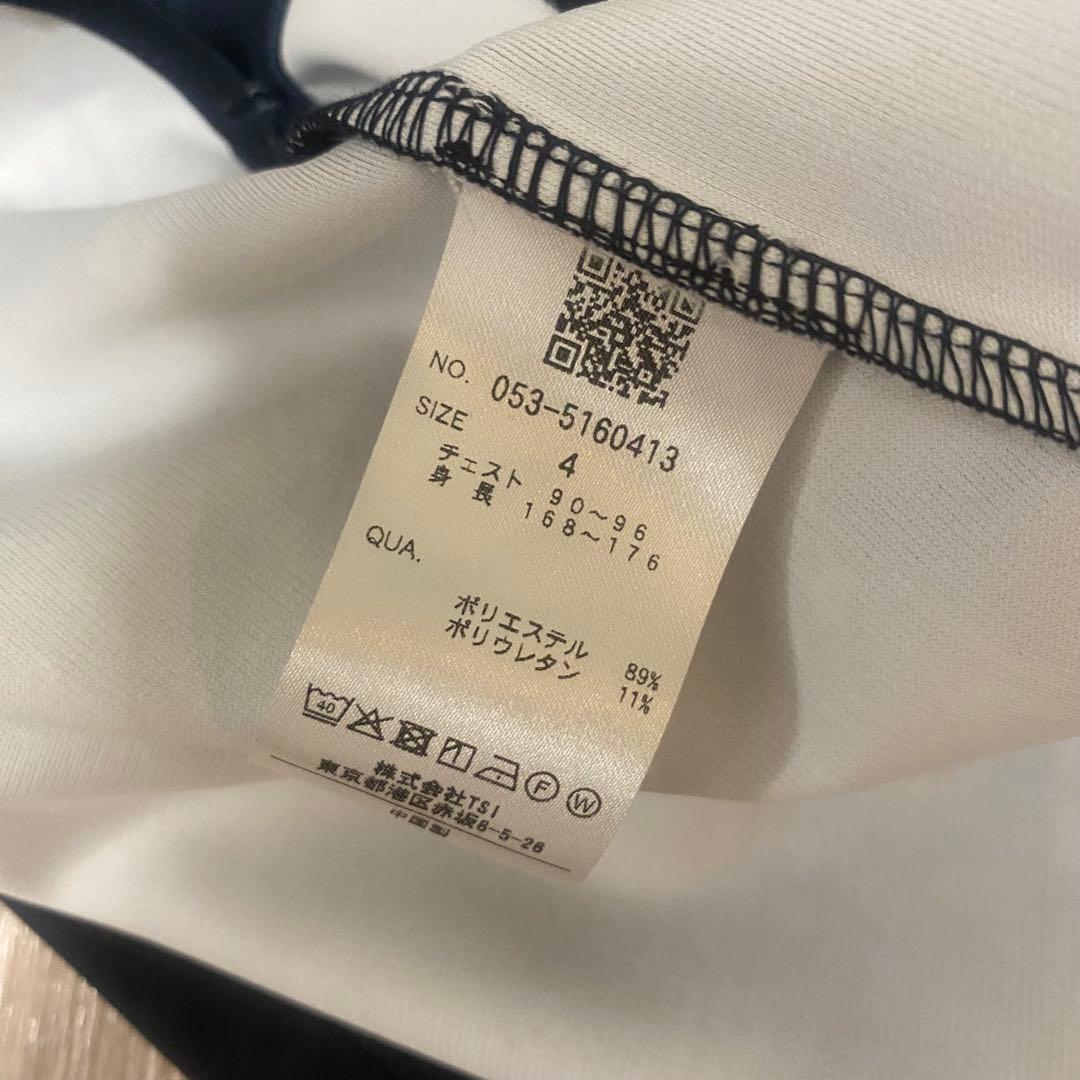 NO. 053-5160413
SIZE 4
チェスト 90～96
身長 168～176
QUA.
ポリエステル 89%
ポリウレタン 11%
40
F
W
株式会社TSI
東京都港区赤坂8-5-28
中国製